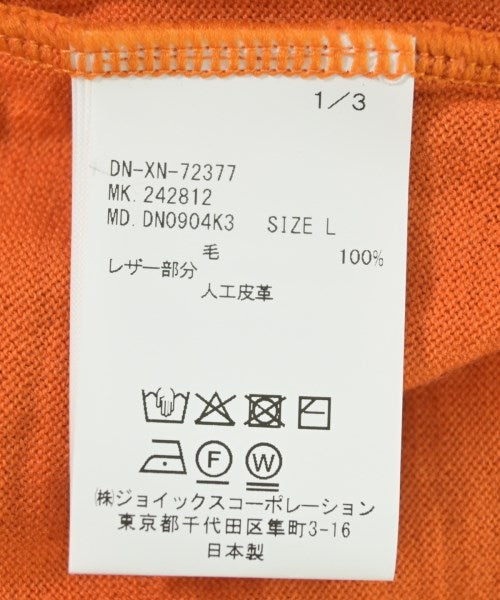 1/3
DN-XN-72377
MK. 242812
MD. DN0904K3 SIZE L
毛 100%
レザー部分
人工皮革
F W
㈱ジョイックスコーポレーション
東京都千代田区隼町3-16
日本製